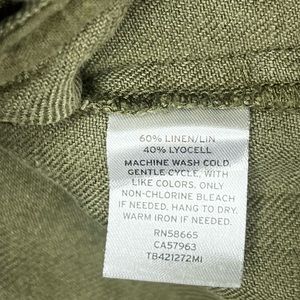 60% LINEN/LIN
40% LYOCELL
MACHINE WASH COLD,
GENTLE CYCLE, WITH
LIKE COLORS. ONLY
NON-CHLORINE BLEACH
IF NEEDED. HANG TO DRY.
WARM IRON IF NEEDED.
RN58665
CA57963
TB421272MI